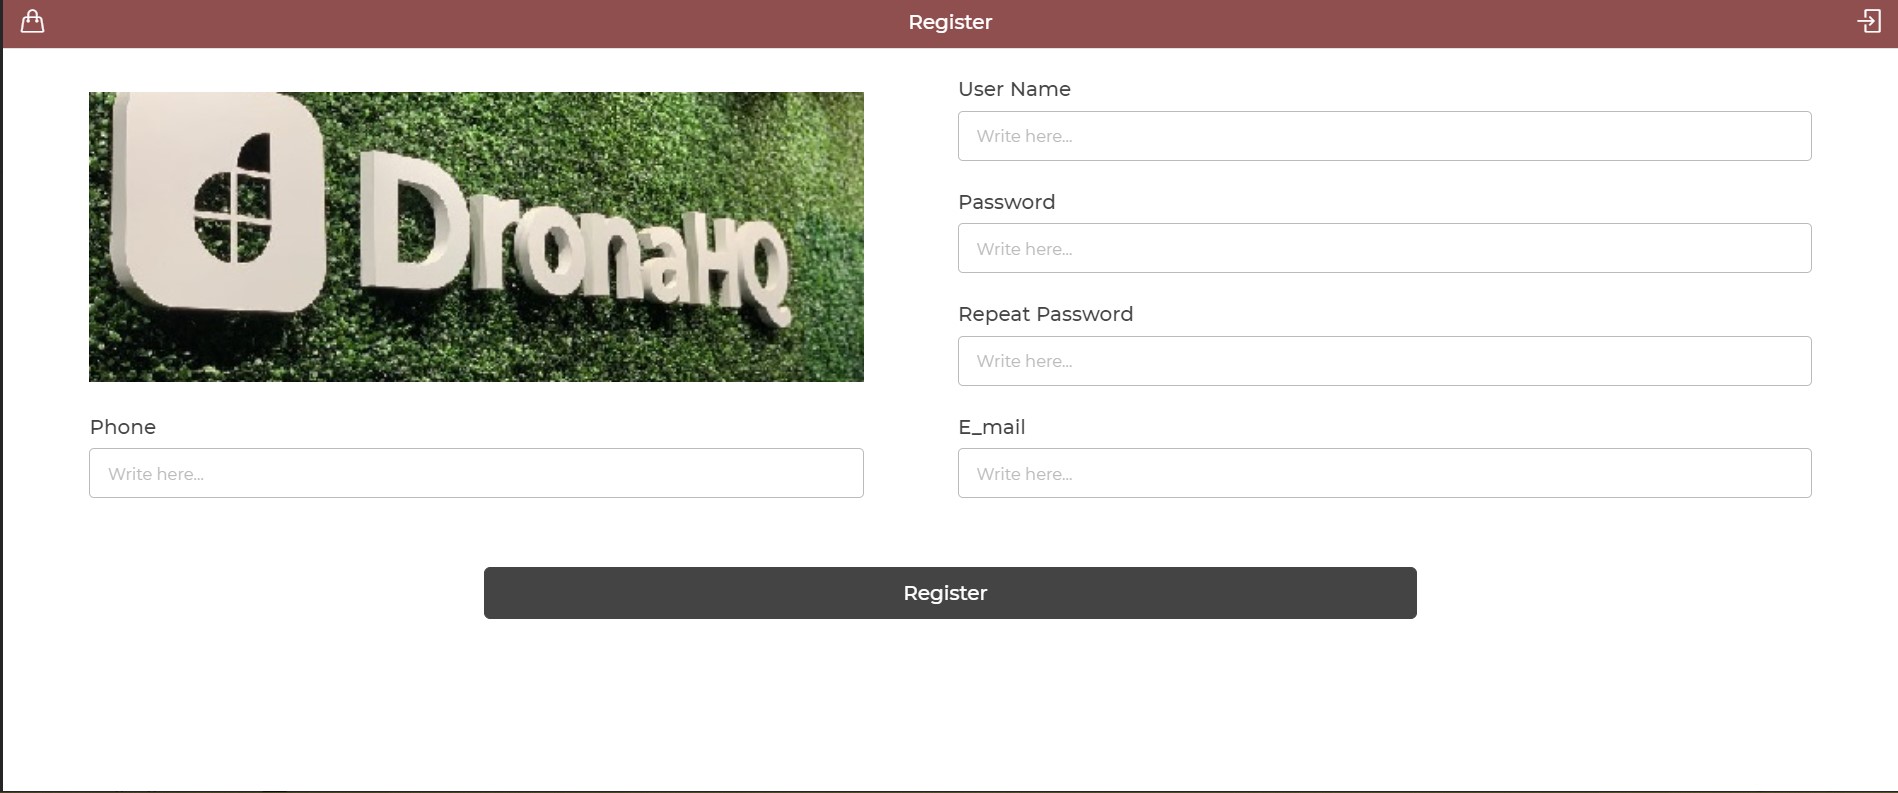 Register
DronaHQ
User Name
Write here...
Password
Write here...
Repeat Password
Write here...
Phone
Write here...
E_mail
Write here...
Register